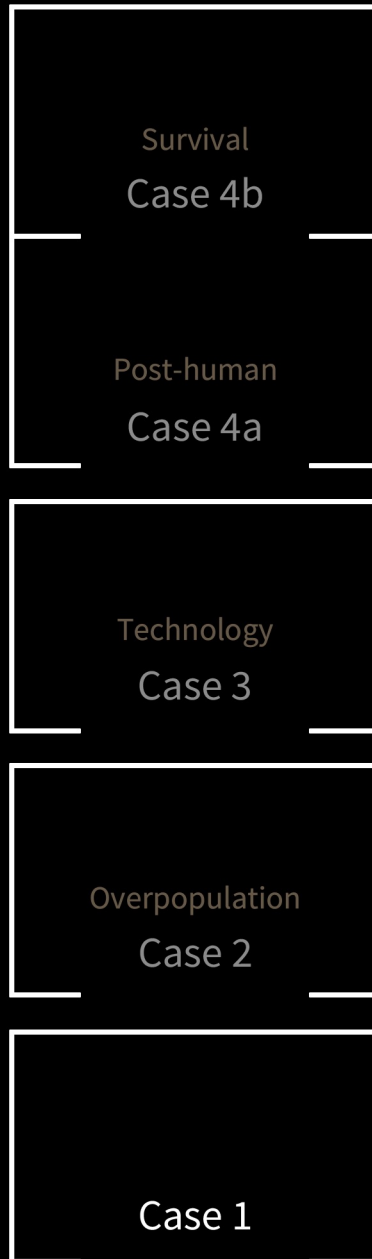 Survival
Case 4b
Post-human
Case 4a
Technology
Case 3
Overpopulation
Case 2
Case 1